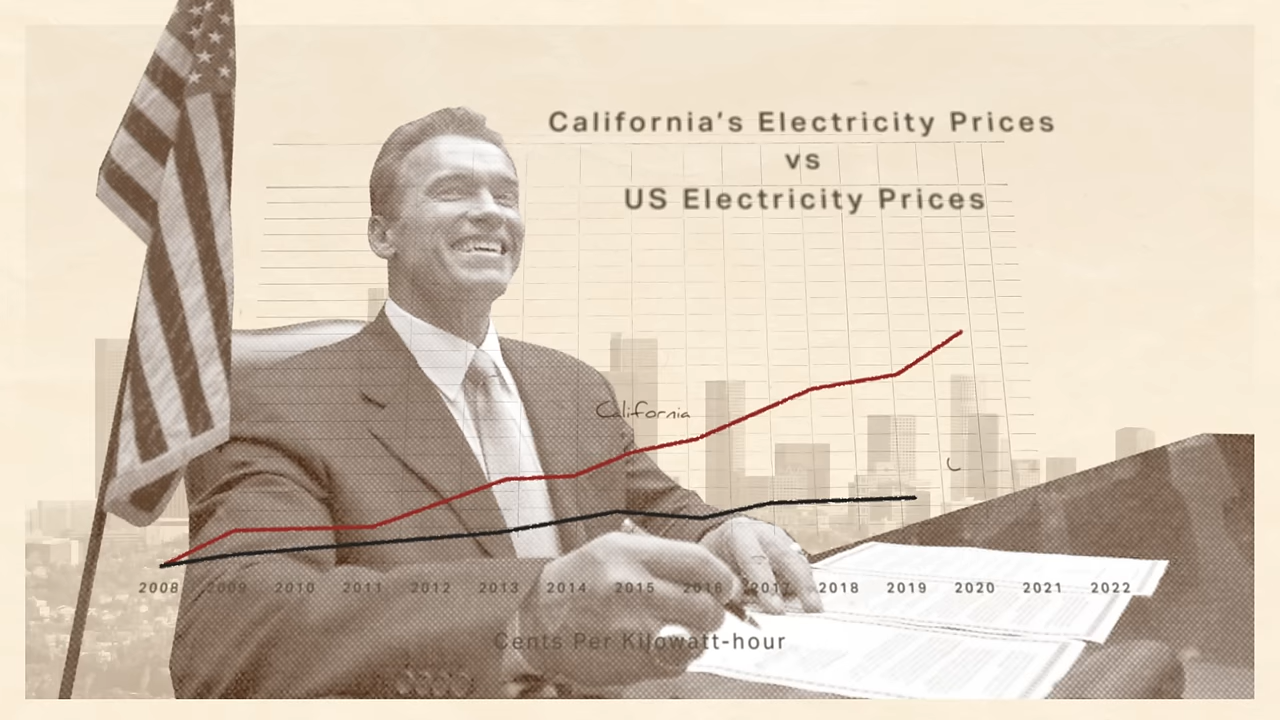 California's Electricity Prices
vs
US Electricity Prices
California
2008 2009 2010 2011 2012 2013 2014 2015 2016 2017 2018 2019 2020 2021 2022
Cents Per Kilowatt-hour